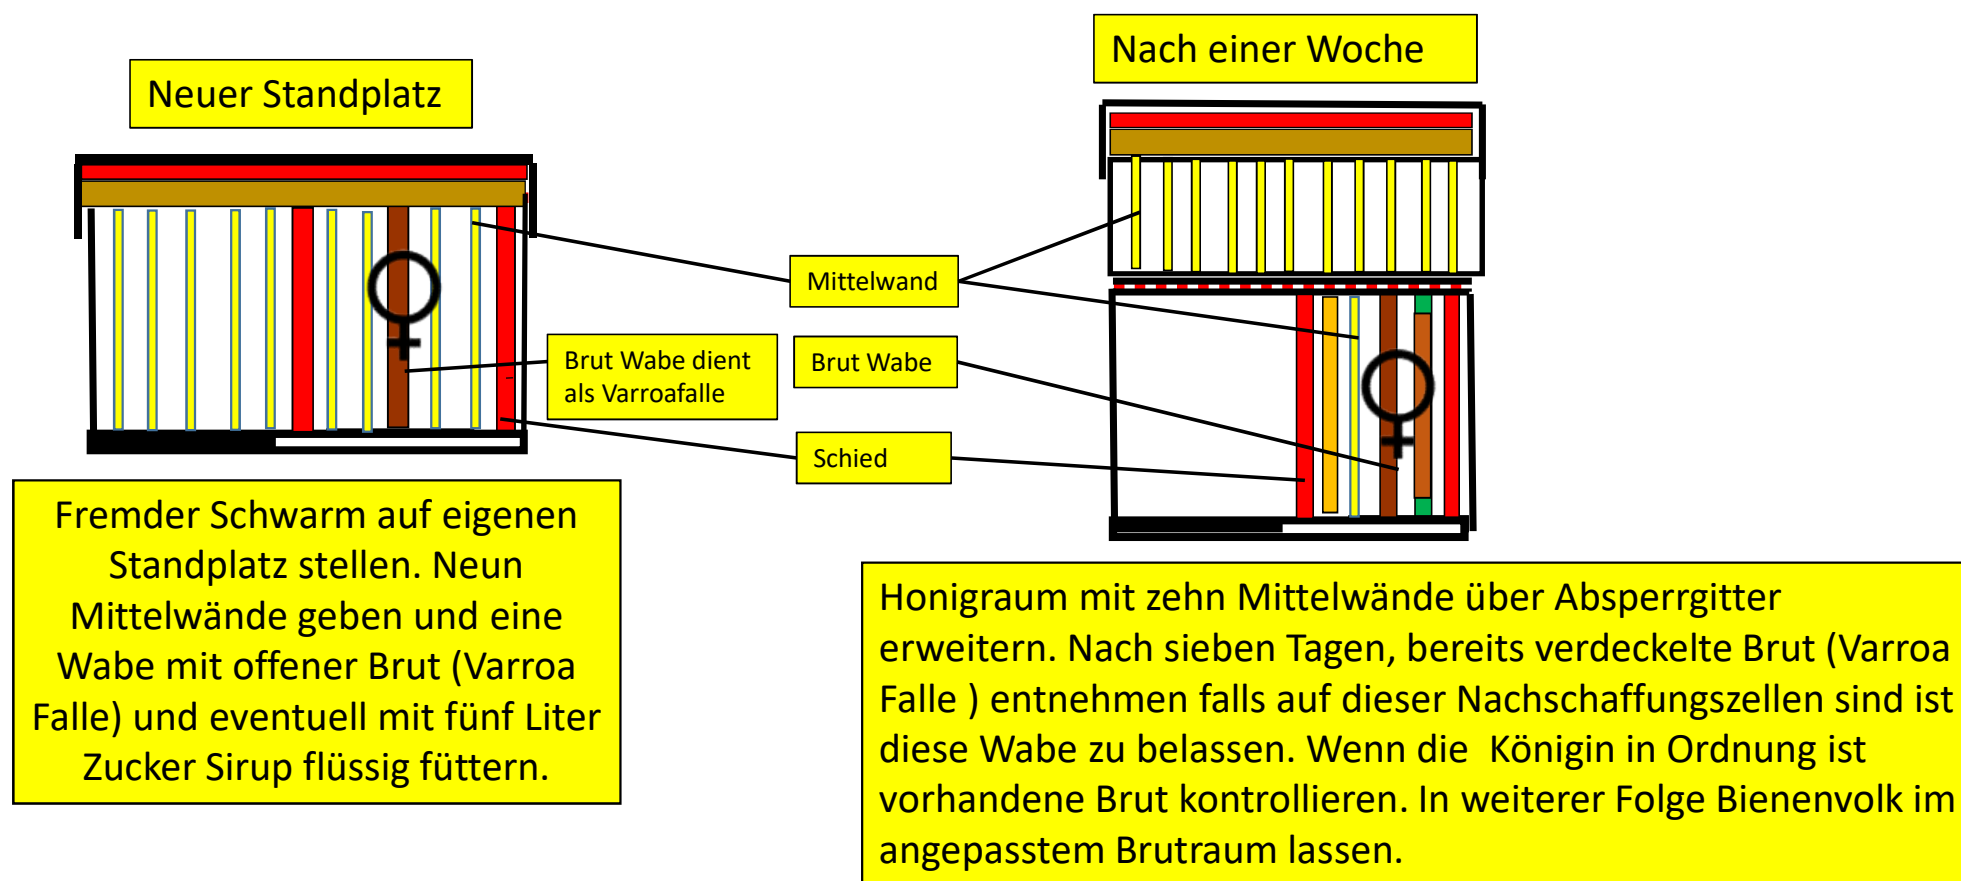 Neuer Standplatz
Nach einer Woche
Mittelwand
Brut Wabe dient
als Varroafalle
Brut Wabe
Schied
Fremder Schwarm auf eigenen
Standplatz stellen. Neun
Mittelwände geben und eine
Wabe mit offener Brut (Varroa
Falle) und eventuell mit fünf Liter
Zucker Sirup flüssig füttern.
Honigraum mit zehn Mittelwände über Absperrgitter
erweitern. Nach sieben Tagen, bereits verdeckelte Brut (Varroa
Falle ) entnehmen falls auf dieser Nachschaffungszellen sind ist
diese Wabe zu belassen. Wenn die  Königin in Ordnung ist
vorhandene Brut kontrollieren. In weiterer Folge Bienenvolk im
angepasstem Brutraum lassen.